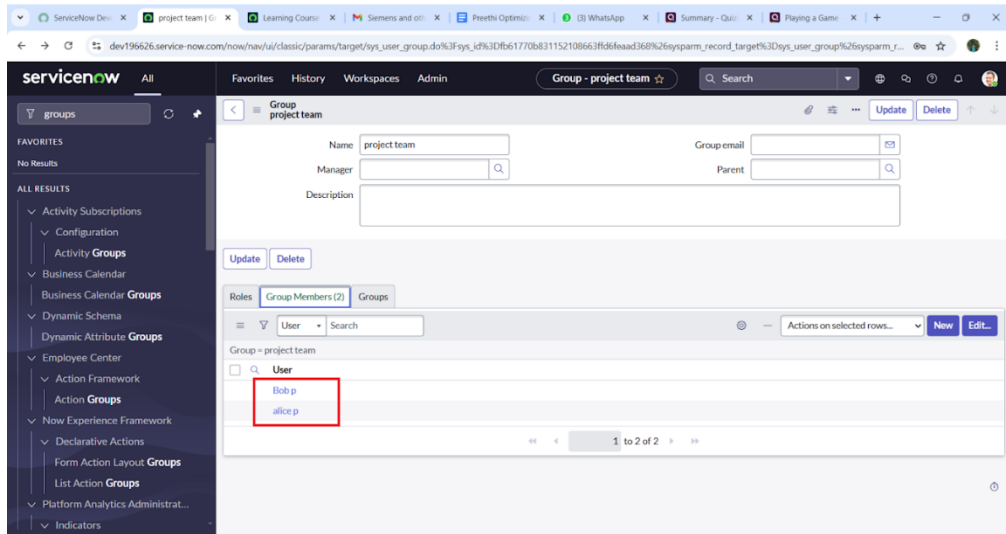 ServiceNow Dev
project team | G
Learning Course
Siemens and oth
Preethi Optimiz
(3) WhatsApp
Summary - Quiz
Playing a Game
dev196626.service-now.com/now/nav/ui/classic/params/target/sys_user_group.do%3Fsys_id%3Dfb61770b831152108663ffd6feaad368%26sysparm_record_target%3Dsys_user_group%26sysparm_r...
servicenow All Favorites History Workspaces Admin Group - project team Search
groups
FAVORITES
No Results
ALL RESULTS
Activity Subscriptions
Configuration
Activity Groups
Business Calendar
Business Calendar Groups
Dynamic Schema
Dynamic Attribute Groups
Employee Center
Action Framework
Action Groups
Now Experience Framework
Declarative Actions
Form Action Layout Groups
List Action Groups
Platform Analytics Administrat...
Indicators
Group
project team
Update Delete
Name project team
Group email
Manager
Parent
Description
Update Delete
Roles Group Members (2) Groups
User Search Actions on selected rows... New Edit...
Group = project team
User
Bob p
alice p
1 to 2 of 2